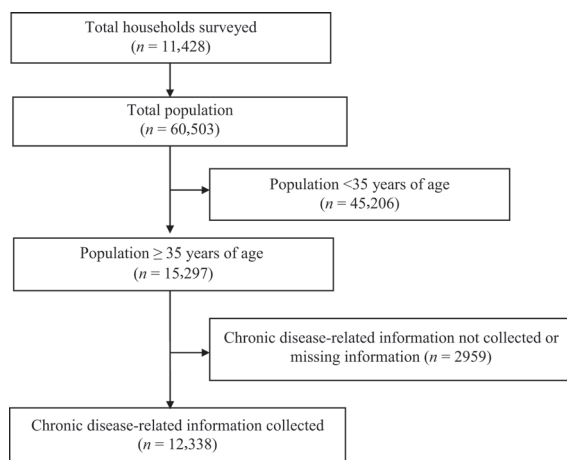 Total households surveyed
(n = 11,428)
Total population
(n = 60,503)
Population <35 years of age
(n = 45,206)
Population ≥ 35 years of age
(n = 15,297)
Chronic disease-related information not collected or
missing information (n = 2959)
Chronic disease-related information collected
(n = 12,338)